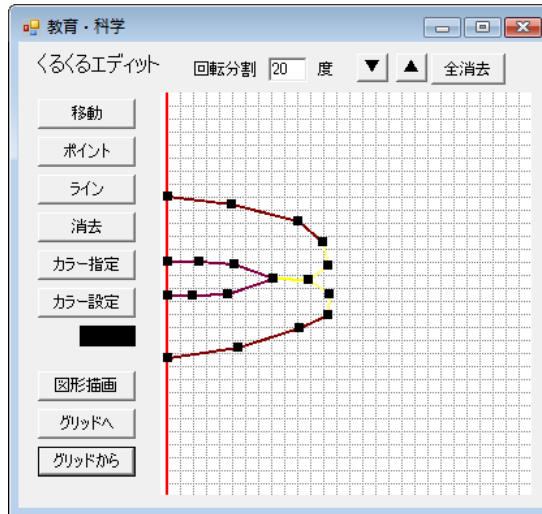 教育・科学
くるくるエディット
回転分割 20 度 ▼ ▲ 全消去
移動
ポイント
ライン
消去
カラー指定
カラー設定
図形描画
グリッドへ
グリッドから